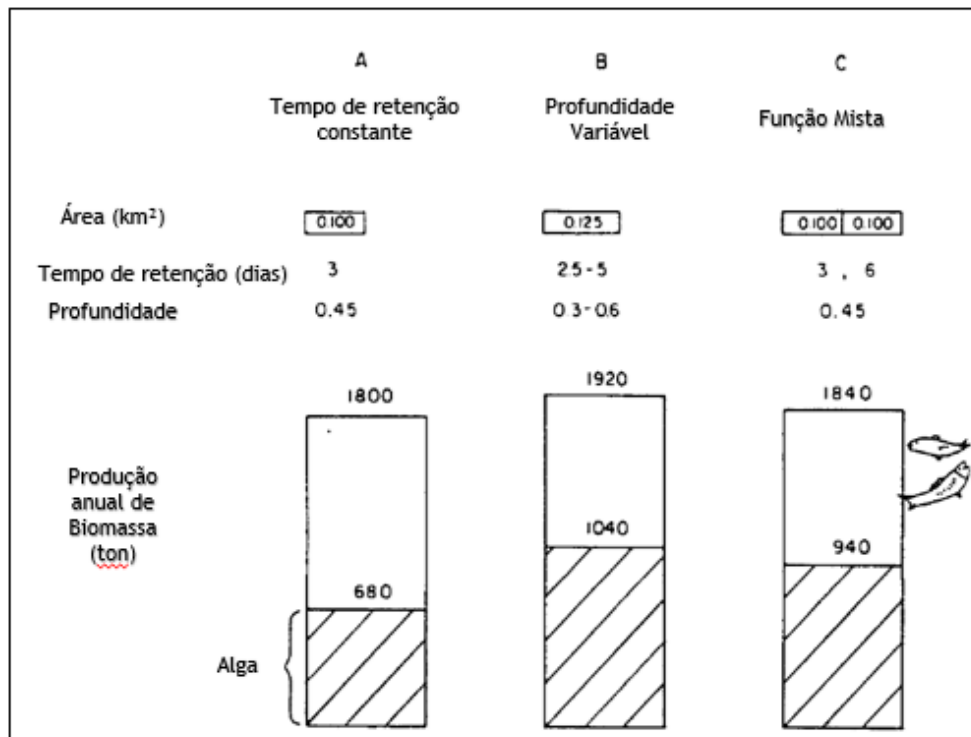 A B C
Tempo de retenção
constante
Profundidade
Variável
Função Mista
Área (km²) 0.100 0.125 0.100 0.100
Tempo de retenção (dias) 3 2.5-5 3 , 6
Profundidade 0.45 0.3-0.6 0.45
1800 1920 1840
Produção
anual de
Biomassa
(ton)
680 1040 940
Alga